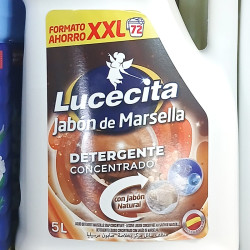 FORMATO
AHORRO XXL
72
Lucecita
Jabón de Marsella
DETERGENTE
CONCENTRADO
con jabón
Natural
5L